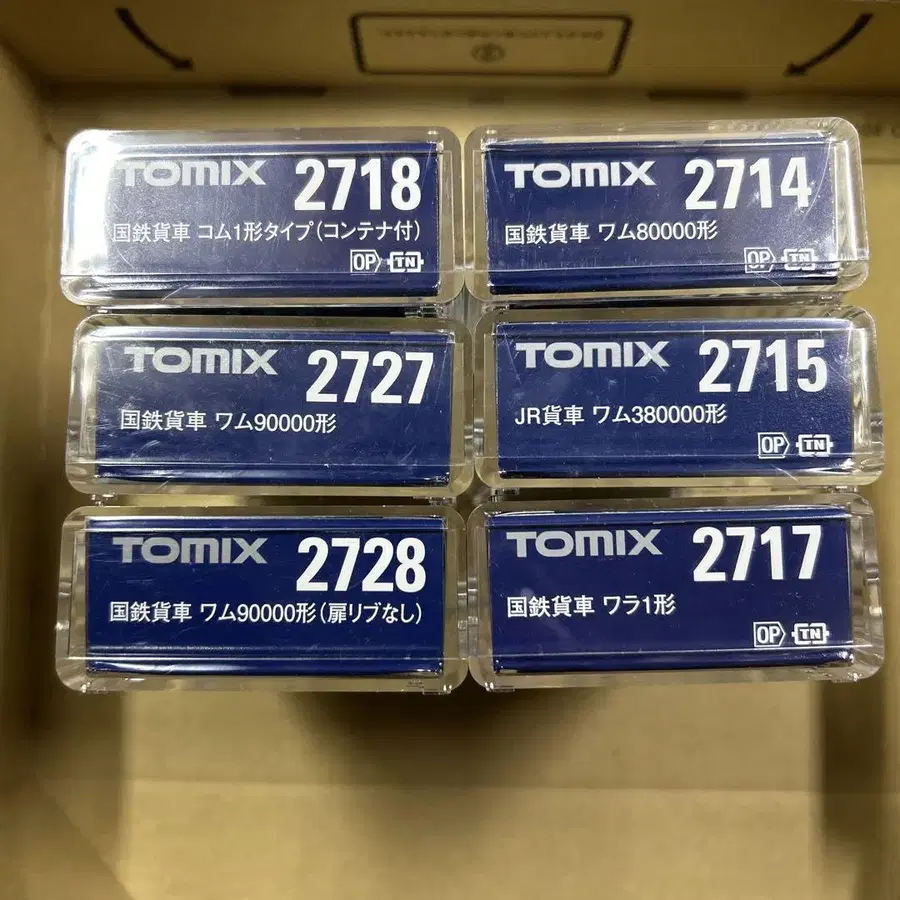 TOMIX 2718
国鉄貨車 コム1形タイプ(コンテナ付)
OP TN
TOMIX 2714
国鉄貨車 ワム80000形
OP TN
TOMIX 2727
国鉄貨車 ワム90000形
TOMIX 2715
JR貨車 ワム380000形
OP TN
TOMIX 2728
国鉄貨車 ワム90000形(扉リブなし)
TOMIX 2717
国鉄貨車 ワラ1形
OP TN